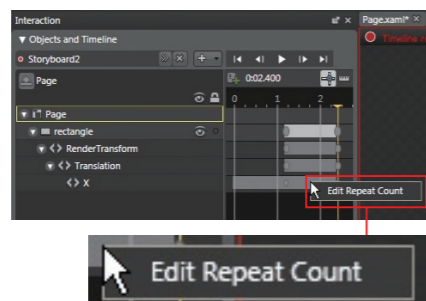 Interaction
Page.xaml*
Objects and Timeline
Storyboard2
Timeline
Page
0:02.400
0 1 2
Page
rectangle
RenderTransform
Translation
X
Edit Repeat Count
Edit Repeat Count